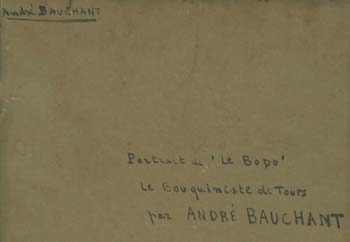 André BAUCHANT
Portrait de 'Le BODO'
Le Bouquiniste de Tours
par ANDRÉ BAUCHANT